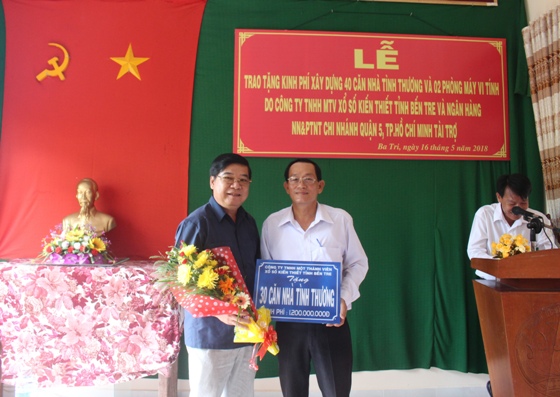 LỄ
TRAO TẶNG KINH PHÍ XÂY DỰNG 40 CĂN NHÀ TÌNH THƯƠNG VÀ 02 PHÒNG MÁY VI TÍNH
DO CÔNG TY TNHH MTV XỔ SỐ KIẾN THIẾT TỈNH BẾN TRE VÀ NGÂN HÀNG
NN&PTNT CHI NHÁNH QUẬN 5, TP.HỒ CHÍ MINH TÀI TRỢ
Ba Tri, ngày 16 tháng 5 năm 2018
CÔNG TY TNHH MỘT THÀNH VIÊN
XỔ SỐ KIẾN THIẾT TỈNH BẾN TRE
Tặng
30 CĂN NHÀ TÌNH THƯƠNG
NH PHÍ : 1.200.000.000Đ